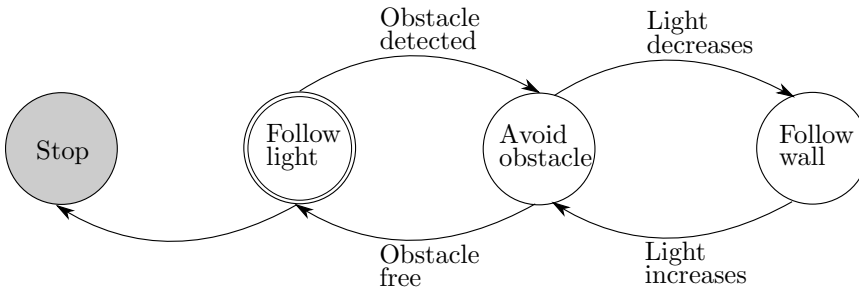 Obstacle
detected
Light
decreases
Stop
Follow
light
Avoid
obstacle
Follow
wall
Obstacle
free
Light
increases